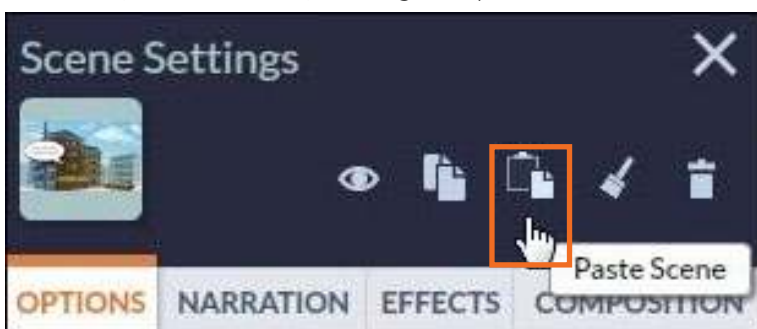 Scene Settings
Paste Scene
OPTIONS NARRATION EFFECTS COMPOSITION